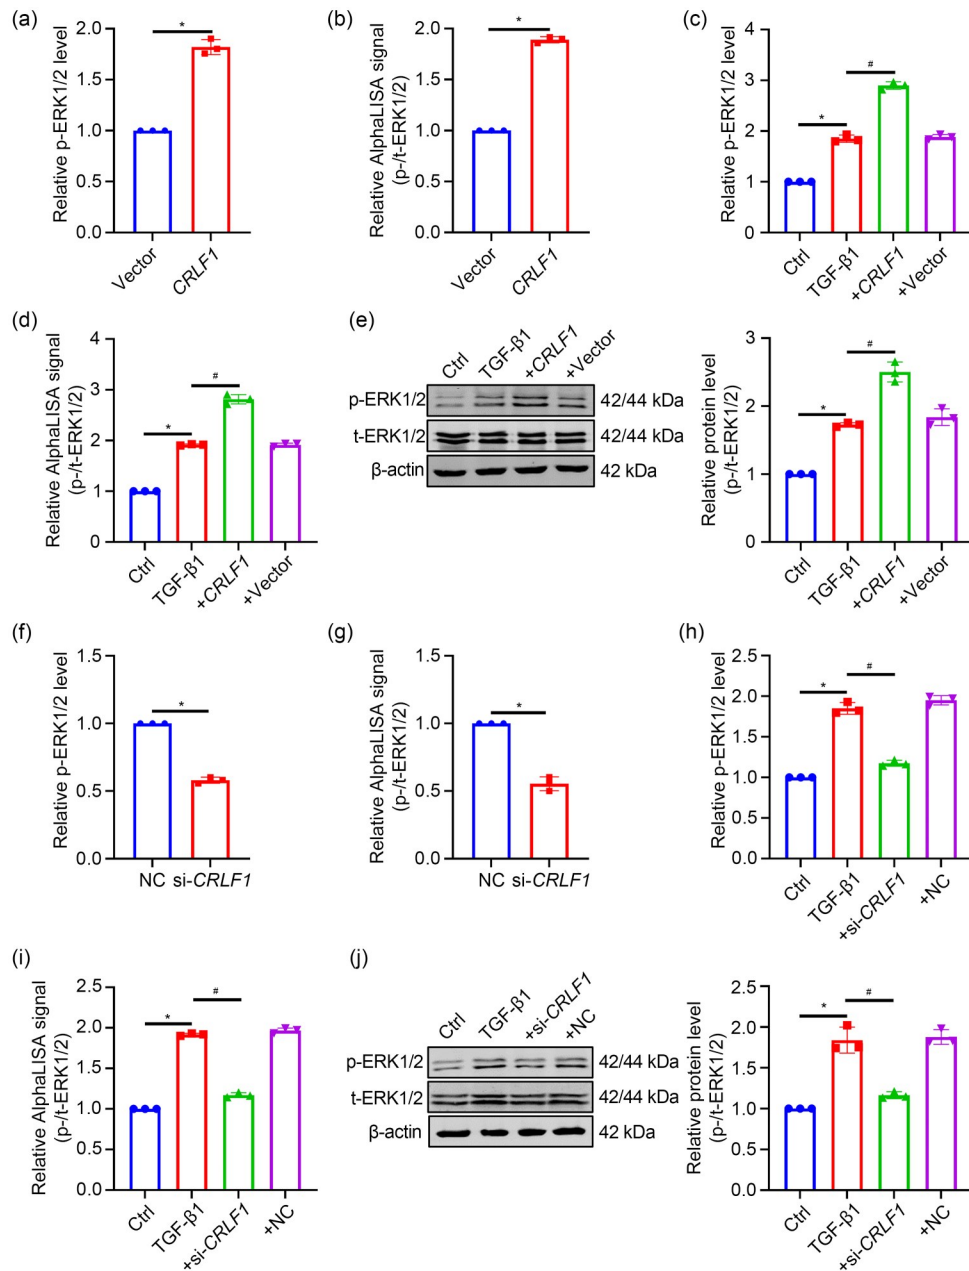 (a)
Relative p-ERK1/2 level
2.0
1.5
1.0
0.5
0.0
*
Vector
CRLF1
(b)
Relative AlphaLISA signal
(p-/t-ERK1/2)
2.0
1.5
1.0
0.5
0.0
*
Vector
CRLF1
(c)
Relative p-ERK1/2 level
4
3
2
1
0
*
#
Ctrl
TGF-β1
+CRLF1
+Vector
(d)
Relative AlphaLISA signal
(p-/t-ERK1/2)
4
3
2
1
0
*
#
Ctrl
TGF-β1
+CRLF1
+Vector
(e)
Ctrl
TGF-β1
+CRLF1
+Vector
p-ERK1/2 42/44 kDa
t-ERK1/2 42/44 kDa
β-actin 42 kDa
Relative protein level
(p-/t-ERK1/2)
3
2
1
0
*
#
Ctrl
TGF-β1
+CRLF1
+Vector
(f)
Relative p-ERK1/2 level
1.5
1.0
0.5
0.0
*
NC si-CRLF1
(g)
Relative AlphaLISA signal
(p-/t-ERK1/2)
1.5
1.0
0.5
0.0
*
NC si-CRLF1
(h)
Relative p-ERK1/2 level
2.5
2.0
1.5
1.0
0.5
0.0
*
#
Ctrl
TGF-β1
+si-CRLF1
+NC
(i)
Relative AlphaLISA signal
(p-/t-ERK1/2)
2.5
2.0
1.5
1.0
0.5
0.0
*
#
Ctrl
TGF-β1
+si-CRLF1
+NC
(j)
Ctrl
TGF-β1
+si-CRLF1
+NC
p-ERK1/2 42/44 kDa
t-ERK1/2 42/44 kDa
β-actin 42 kDa
Relative protein level
(p-/t-ERK1/2)
2.5
2.0
1.5
1.0
0.5
0.0
*
#
Ctrl
TGF-β1
+si-CRLF1
+NC